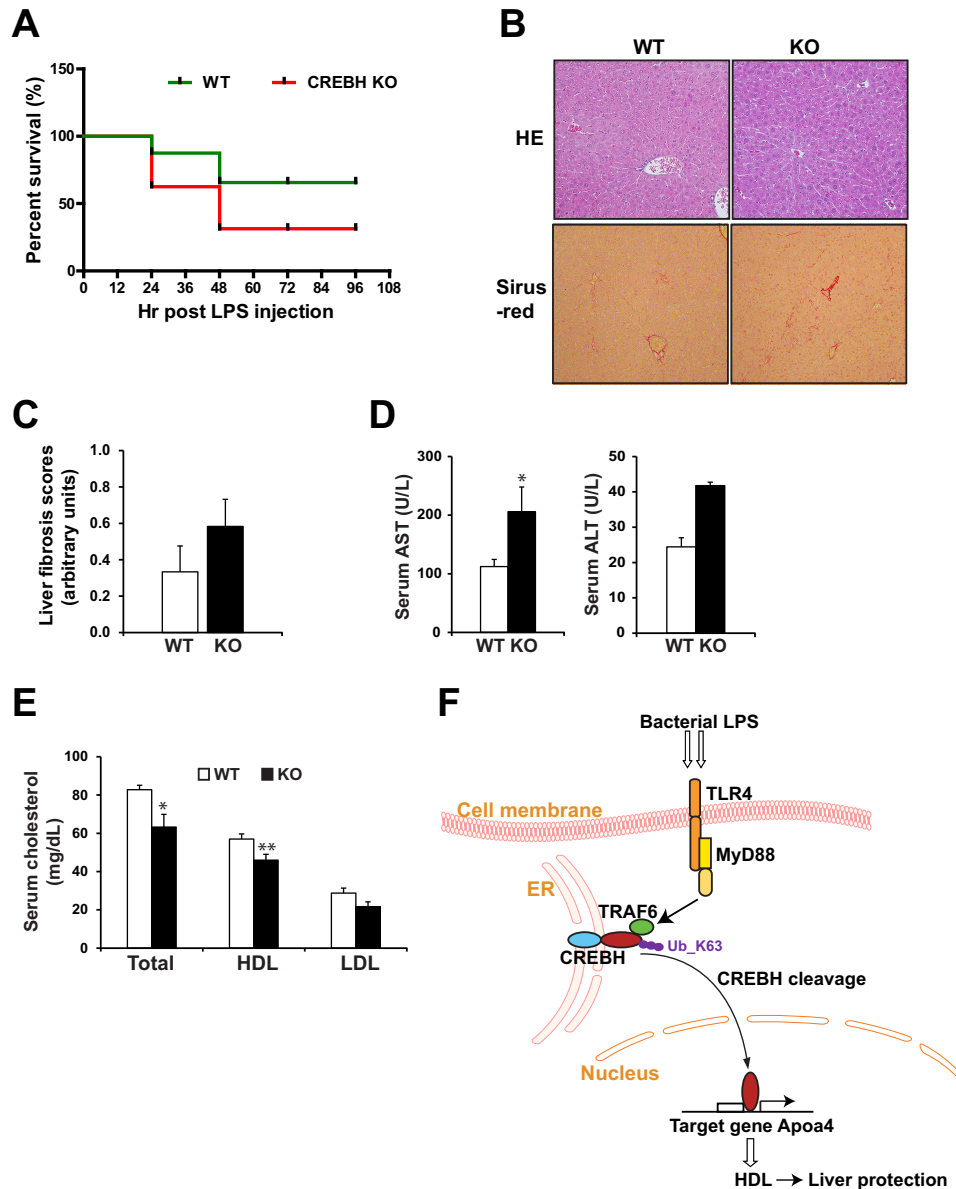 A
150
100
50
0
WT
CREBH KO
Percent survival (%)
0 12 24 36 48 60 72 84 96 108
Hr post LPS injection
B
WT KO
HE
Sirus
-red
C
Liver fibrosis scores
(arbitrary units)
1.0
0.8
0.6
0.4
0.2
0.0
WT KO
D
Serum AST (U/L)
300
200
100
0
*
WT KO
Serum ALT (U/L)
50
40
30
20
10
0
WT KO
E
Serum cholesterol
(mg/dL)
100
80
60
40
20
0
WT KO
*
**
Total HDL LDL
F
Bacterial LPS
TLR4
Cell membrane
MyD88
ER
TRAF6
Ub_K63
CREBH
CREBH cleavage
Nucleus
Target gene Apoa4
HDL → Liver protection